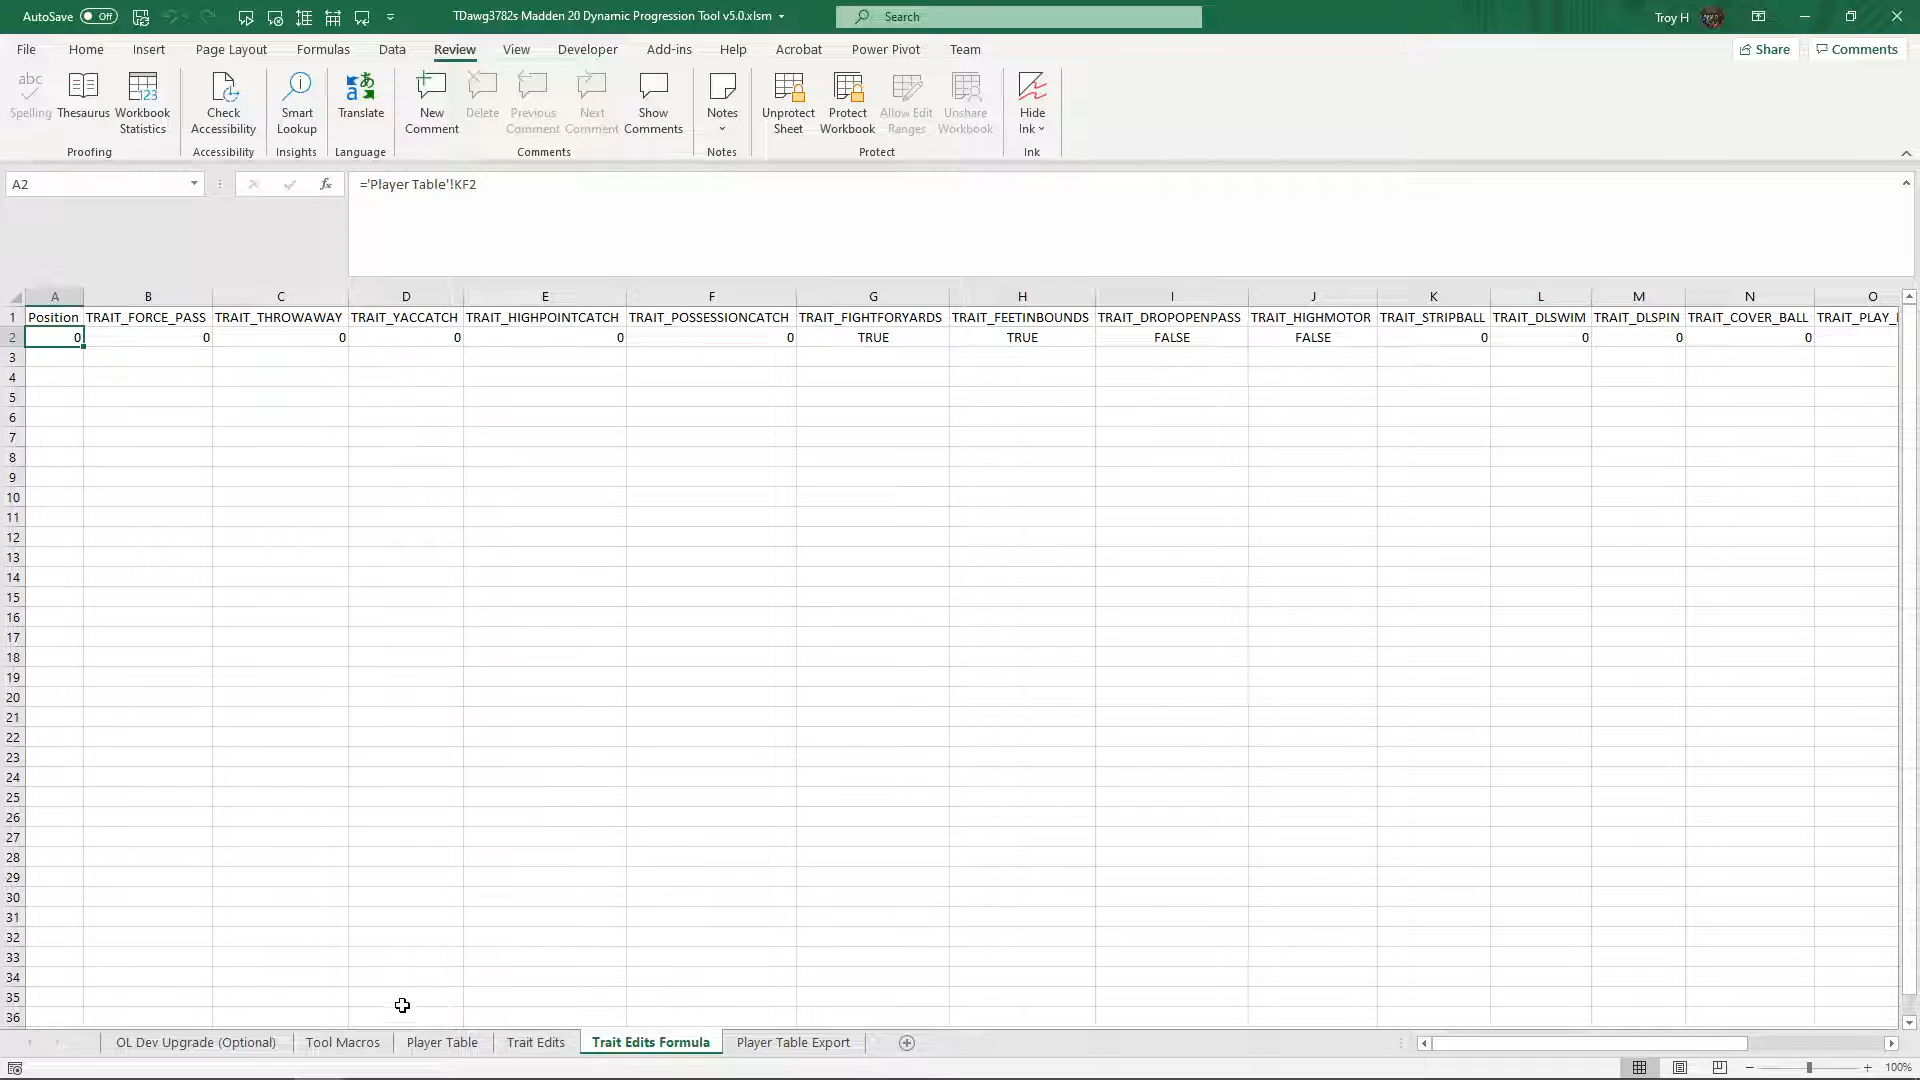 AutoSave Off TDawg3782s Madden 20 Dynamic Progression Tool v5.0.xlsm Search Troy H
File Home Insert Page Layout Formulas Data Review View Developer Add-ins Help Acrobat Power Pivot Team Share Comments
abc
Spelling Thesaurus Workbook Statistics
Check Accessibility
Smart Lookup
Translate
New Comment Delete Previous Comment Next Comment Show Comments
Notes
Unprotect Sheet Protect Workbook Allow Edit Ranges Unshare Workbook
Hide Ink
Proofing Accessibility Insights Language Comments Notes Protect Ink
A2 fx ='Player Table'!KF2
A B C D E F G H I J K L M N O
1 Position TRAIT_FORCE_PASS TRAIT_THROWAWAY TRAIT_YACCATCH TRAIT_HIGHPOINTCATCH TRAIT_POSSESSIONCATCH TRAIT_FIGHTFORYARDS TRAIT_FEETINBOUNDS TRAIT_DROPOPENPASS TRAIT_HIGHMOTOR TRAIT_STRIPBALL TRAIT_DLSWIM TRAIT_DLSPIN TRAIT_COVER_BALL TRAIT_PLAY_
2 0 0 0 0 0 0 TRUE TRUE FALSE FALSE 0 0 0 0
3
4
5
6
7
8
9
10
11
12
13
14
15
16
17
18
19
20
21
22
23
24
25
26
27
28
29
30
31
32
33
34
35
36
OL Dev Upgrade (Optional) Tool Macros Player Table Trait Edits Trait Edits Formula Player Table Export
100%